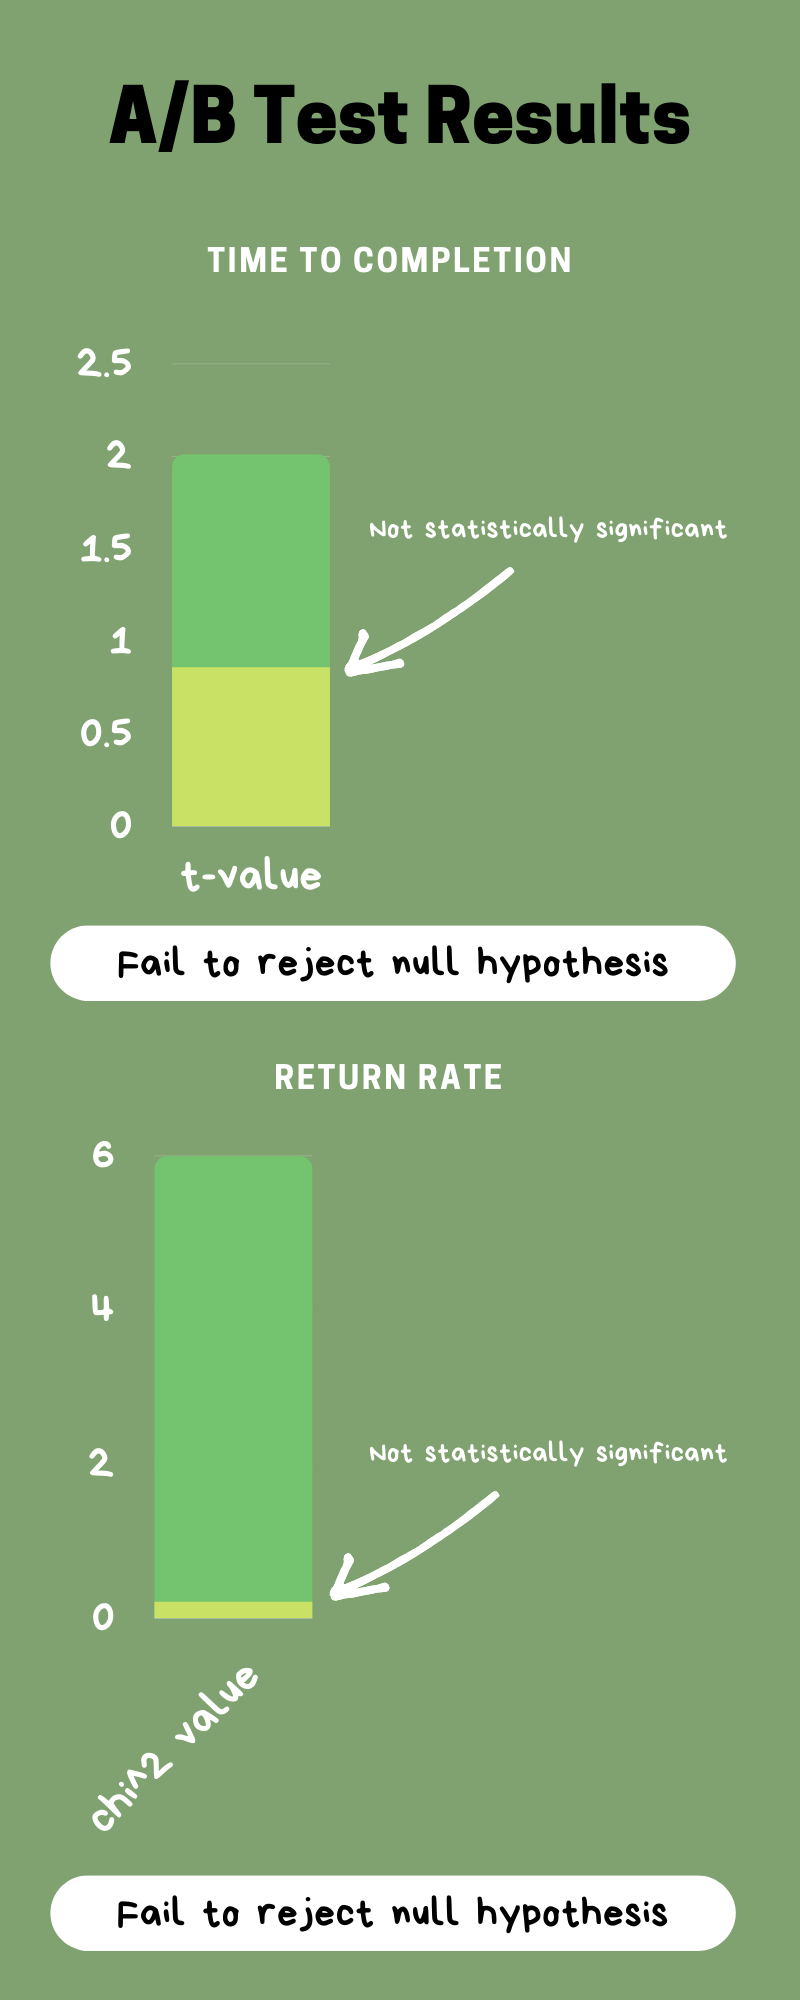 A/B Test Results
TIME TO COMPLETION
2.5
2
1.5
1
0.5
0
Not statistically significant
t-value
Fail to reject null hypothesis
RETURN RATE
6
4
2
0
Not statistically significant
chi^2 value
Fail to reject null hypothesis